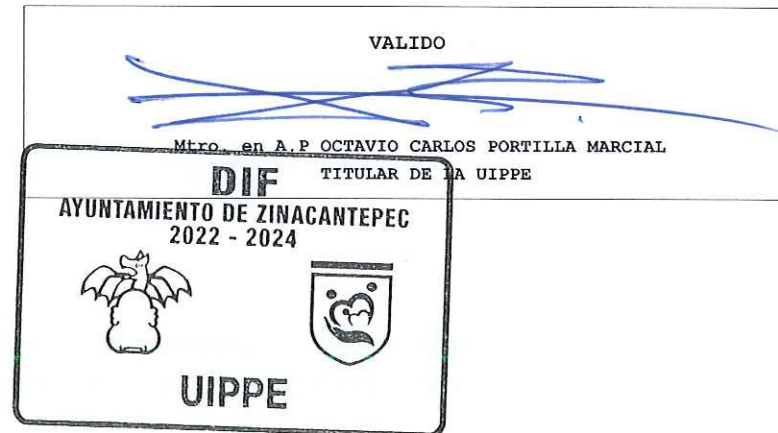 VALIDO
Mtro. en A.P OCTAVIO CARLOS PORTILLA MARCIAL
TITULAR DE LA UIPPE
DIF
AYUNTAMIENTO DE ZINACANTEPEC
2022 - 2024
UIPPE